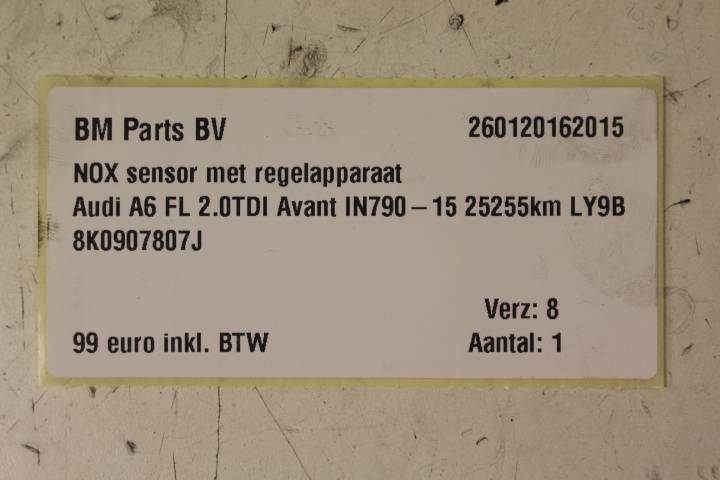 BM Parts BV 260120162015
NOX sensor met regelapparaat
Audi A6 FL 2.0TDI Avant IN790 – 15 25255km LY9B
8K0907807J
Verz: 8
99 euro inkl. BTW Aantal: 1